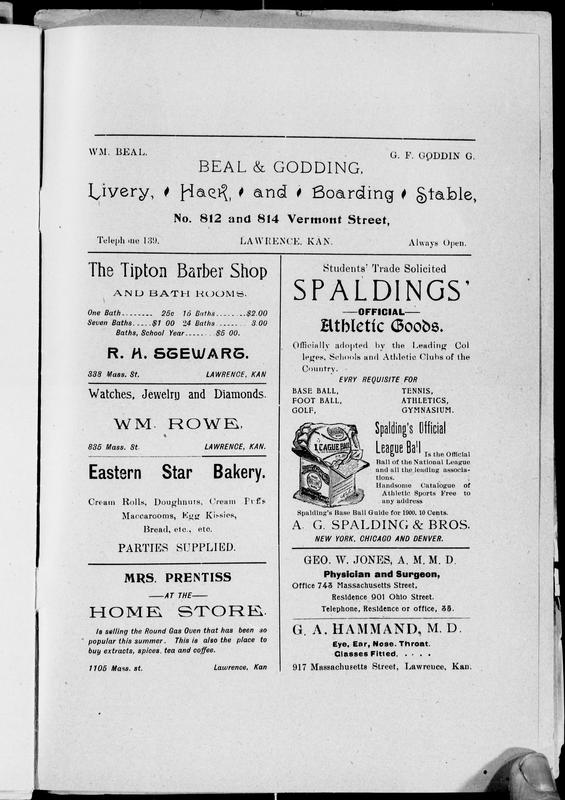 WM. BEAL.
G. F. GODDIN G.
BEAL & GODDING,
Livery, Hack, and Boarding Stable,
No. 812 and 814 Vermont Street,
Teleph ne 139. LAWRENCE, KAN. Always Open.
The Tipton Barber Shop
AND BATH ROOMS.
One Bath........ 25c 16 Baths........$2.00
Seven Baths.....$1 00 24 Baths........ 3.00
Baths, School Year.......$5 00.
R. H. STEWART.
333 Mass. St. LAWRENCE, KAN
Watches, Jewelry and Diamonds.
WM. ROWE,
835 Mass. St LAWRENCE, KAN.
Eastern Star Bakery.
Cream Rolls, Doughnuts, Cream Puffs
Maccarooms, Egg Kissies,
Bread, etc., etc.
PARTIES SUPPLIED.
MRS. PRENTISS
—AT THE—
HOME STORE.
Is selling the Round Gas Oven that has been so
popular this summer. This is also the place to
buy extracts, spices. tea and coffee.
1105 Mass. st. Lawrence, Kan
Students' Trade Solicited
SPALDINGS'
—OFFICIAL—
Athletic Goods.
Officially adopted by the Leading Col
leges, Schools and Athletic Clubs of the
Country.
EVRY REQUISITE FOR
BASE BALL, TENNIS,
FOOT BALL, ATHLETICS,
GOLF, GYMNASIUM.
LEAGUE BALL
Spalding's Official
League Ball Is the Official
Ball of the National League
and all the leading associa-
tions.
Handsome Catalogue of
Athletic Sports Free to
any address
Spalding's Base Ball Guide for 1900, 10 Cents.
A. G. SPALDING & BROS.
NEW YORK, CHICAGO AND DENVER.
GEO. W. JONES, A. M. M. D.
Physician and Surgeon,
Office 743 Massachusetts Street,
Residence 901 Ohio Street.
Telephone, Residence or office, 35.
G. A. HAMMAND, M. D.
Eye, Ear, Nose. Throat.
Glasses Fitted. . . . .
917 Massachusetts Street, Lawrence, Kan.